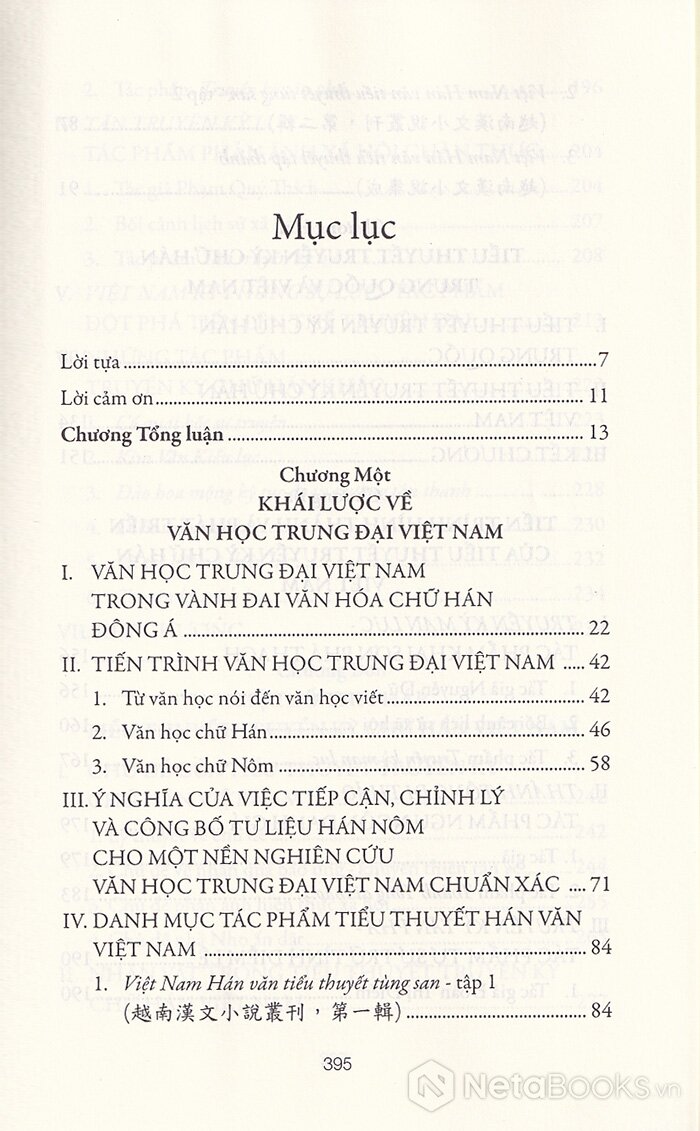 Mục lục
Lời tựa 7
Lời cảm ơn 11
Chương Tổng luận 13
Chương Một
KHÁI LƯỢC VỀ
VĂN HỌC TRUNG ĐẠI VIỆT NAM
I. VĂN HỌC TRUNG ĐẠI VIỆT NAM
TRONG VÀNH ĐAI VĂN HÓA CHỮ HÁN
ĐÔNG Á 22
II. TIẾN TRÌNH VĂN HỌC TRUNG ĐẠI VIỆT NAM 42
1. Từ văn học nói đến văn học viết 42
2. Văn học chữ Hán 46
3. Văn học chữ Nôm 58
III. Ý NGHĨA CỦA VIỆC TIẾP CẬN, CHỈNH LÝ
VÀ CÔNG BỐ TƯ LIỆU HÁN NÔM
CHO MỘT NỀN NGHIÊN CỨU
VĂN HỌC TRUNG ĐẠI VIỆT NAM CHUẨN XÁC 71
IV. DANH MỤC TÁC PHẨM TIỂU THUYẾT HÁN VĂN
VIỆT NAM 84
1. Việt Nam Hán văn tiểu thuyết tùng san - tập 1
(越南漢文小說叢刊，第一輯) 84
395
NetaBooks.vn